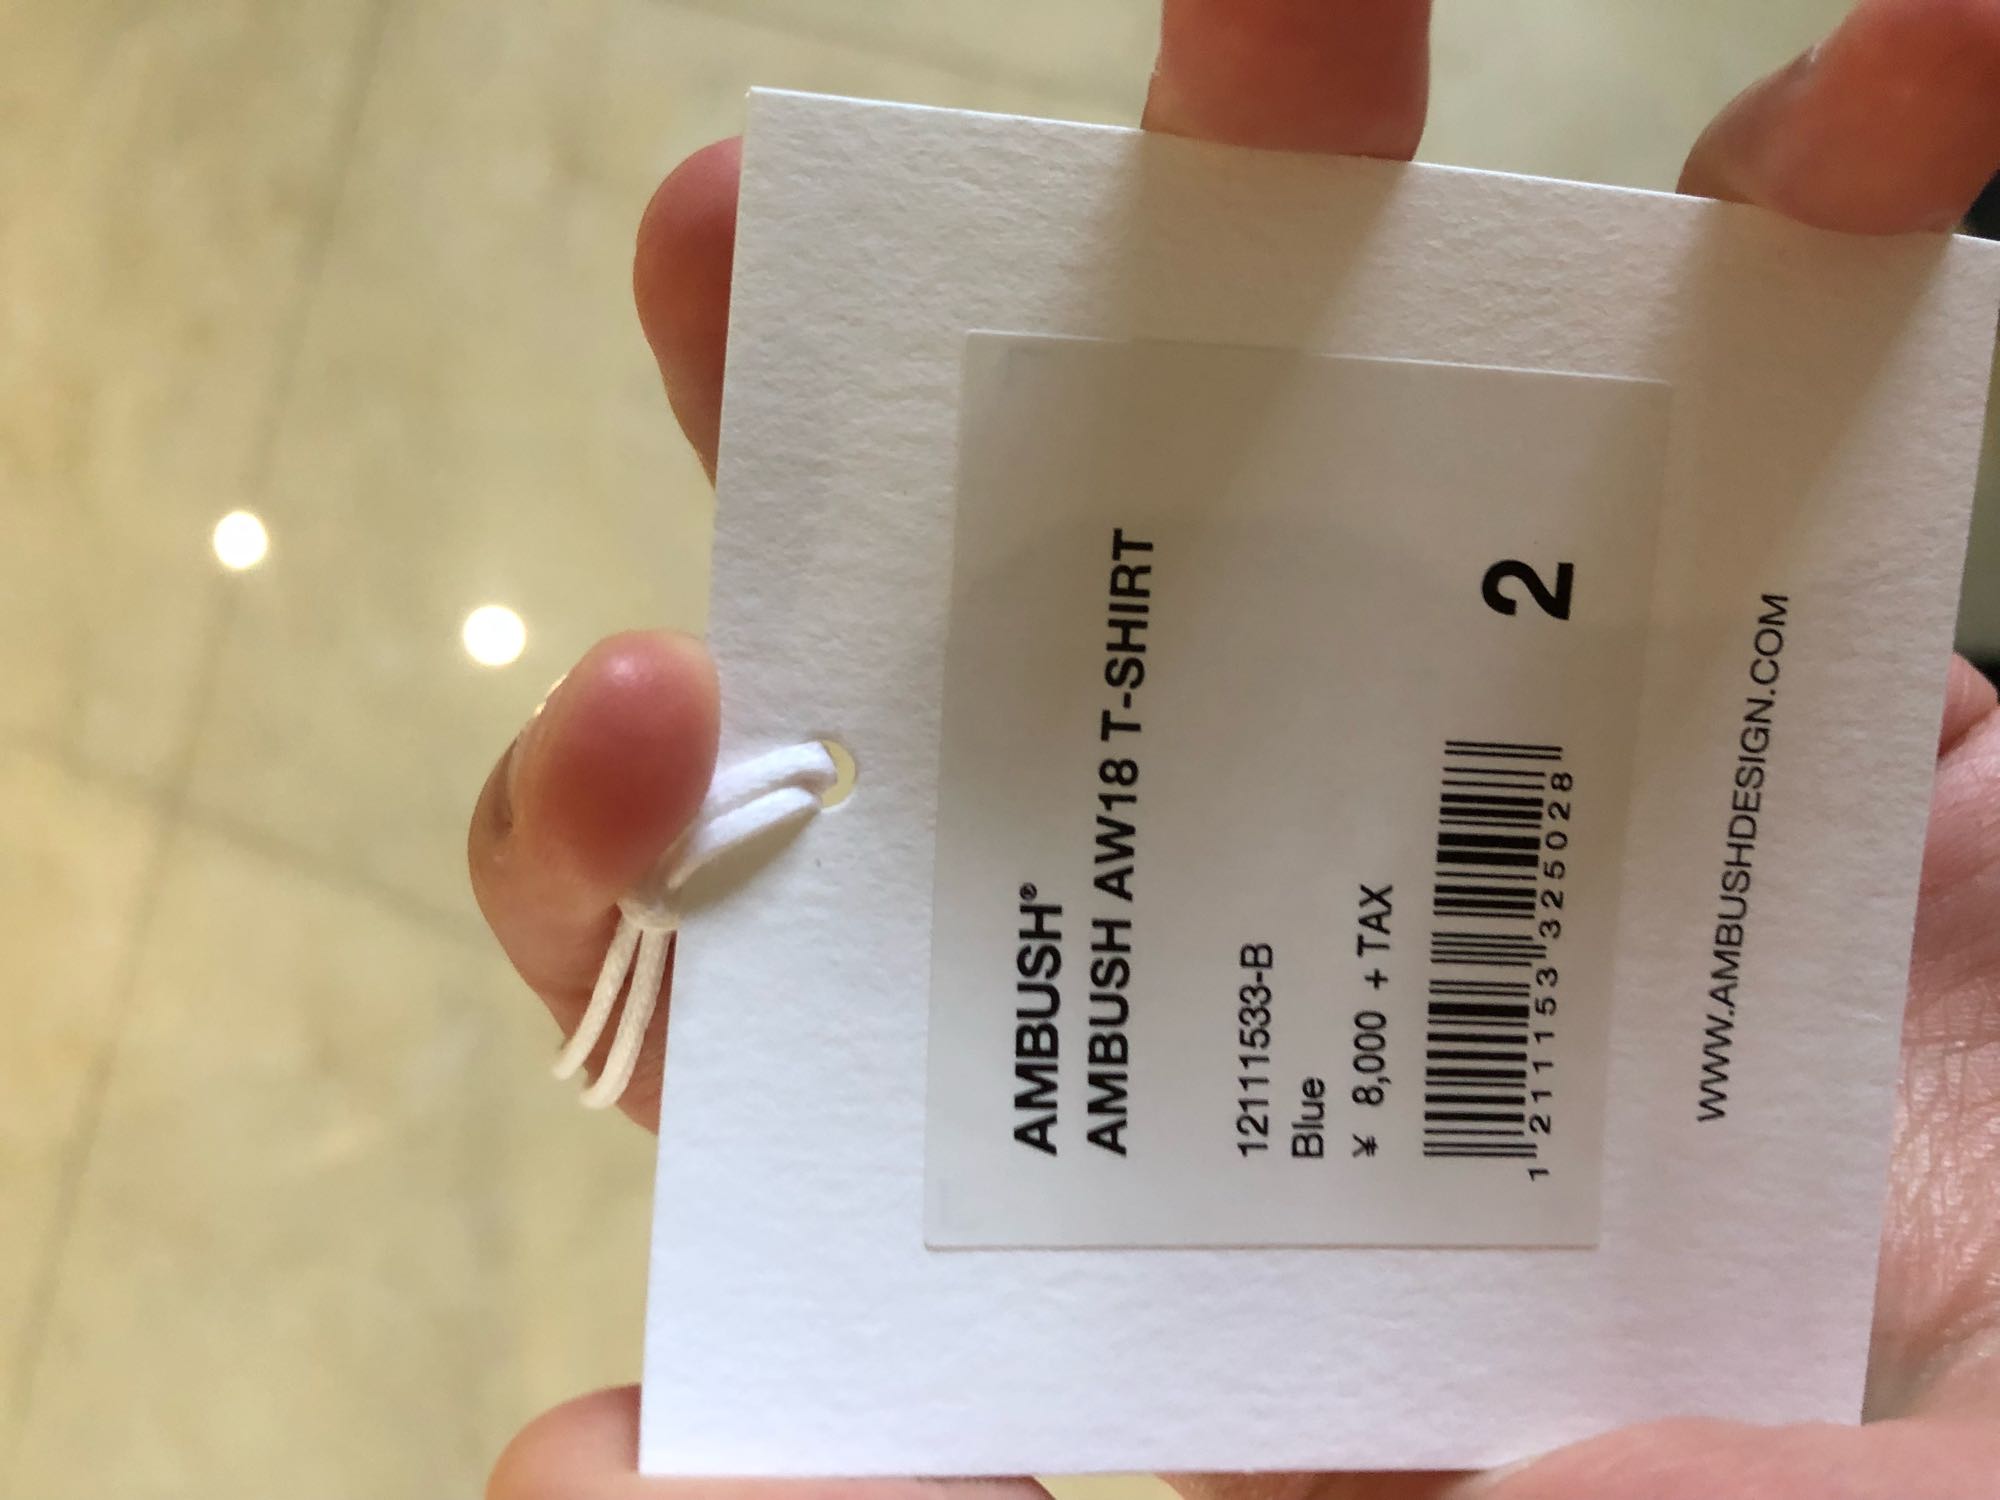 AMBUSH®
AMBUSH AW18 T-SHIRT
12111533-B
Blue
¥ 8,000 + TAX
2
1 211153 325028
WWW.AMBUSHDESIGN.COM